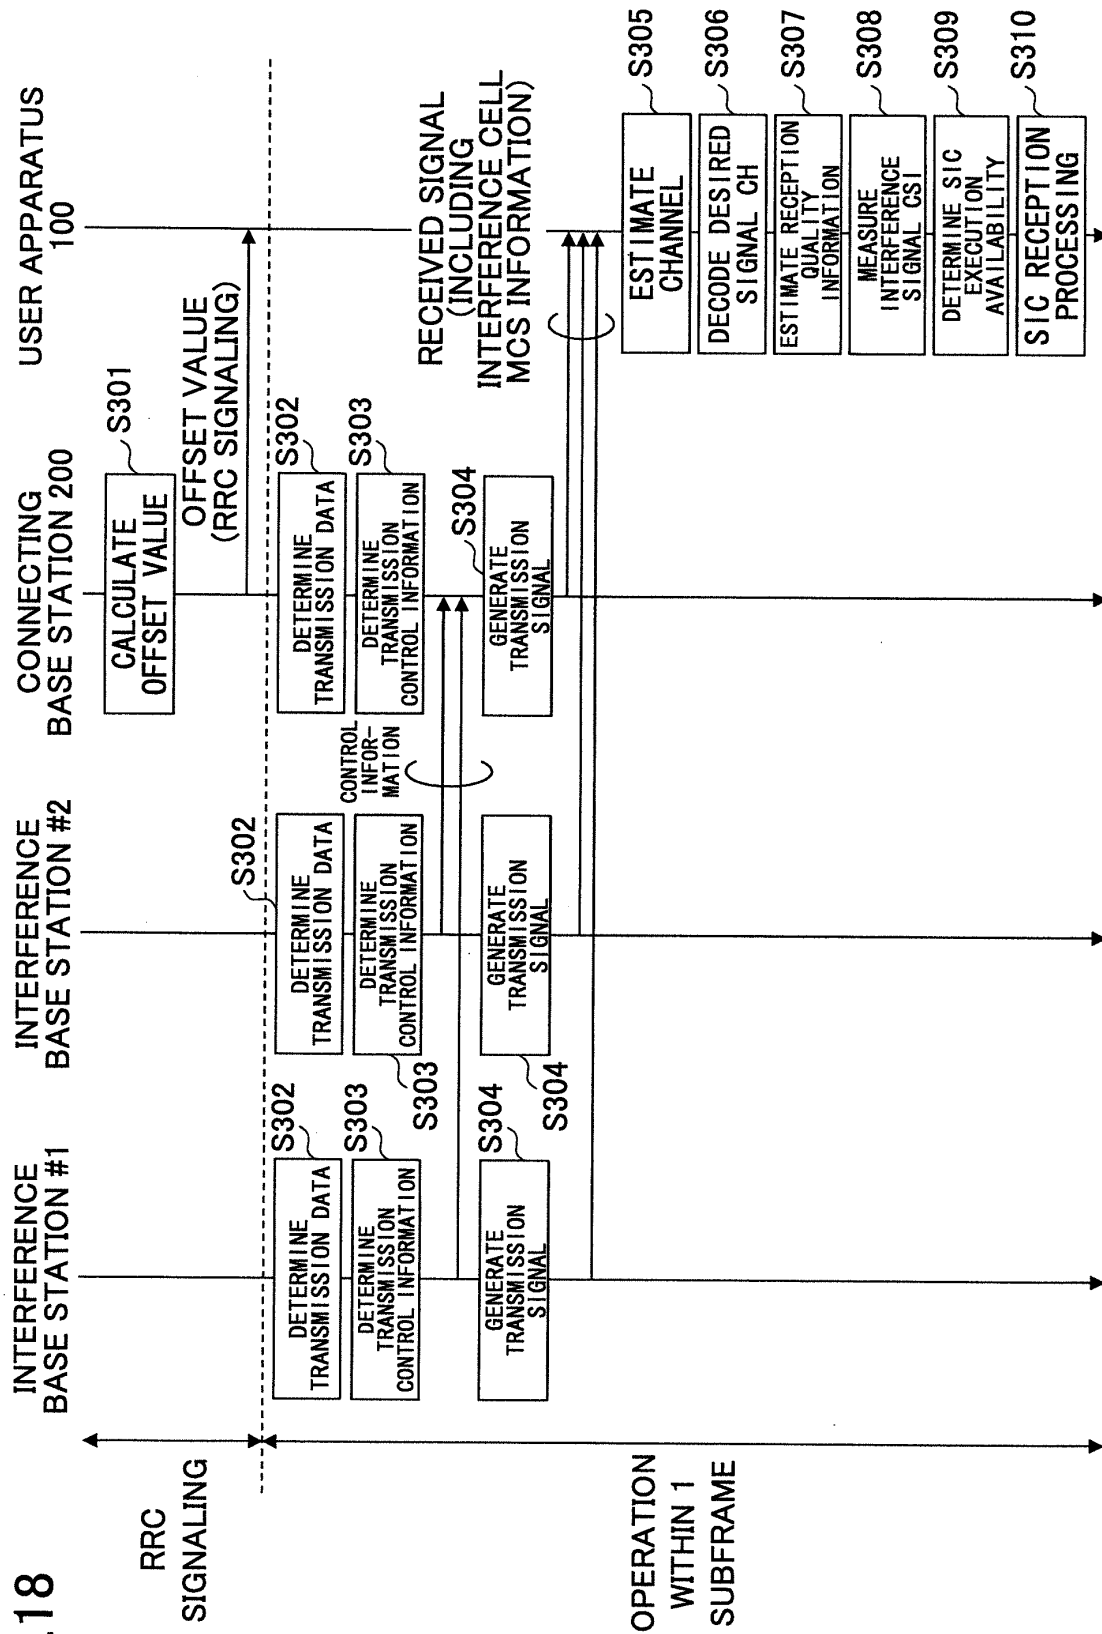 .18
INTERFERENCE
BASE STATION #1
INTERFERENCE
BASE STATION #2
CONNECTING
BASE STATION 200
USER APPARATUS
100
RRC
SIGNALING
CALCULATE
OFFSET VALUE
S301
OFFSET VALUE
(RRC SIGNALING)
OPERATION
WITHIN 1
SUBFRAME
DETERMINE
TRANSMISSION DATA
S302
DETERMINE
TRANSMISSION DATA
S302
DETERMINE
TRANSMISSION DATA
S302
DETERMINE
TRANSMISSION
CONTROL INFORMATION
S303
DETERMINE
TRANSMISSION
CONTROL INFORMATION
S303
DETERMINE
TRANSMISSION
CONTROL INFORMATION
S303
CONTROL
INFOR-
MATION
GENERATE
TRANSMISSION
SIGNAL
S304
GENERATE
TRANSMISSION
SIGNAL
S304
GENERATE
TRANSMISSION
SIGNAL
S304
RECEIVED SIGNAL
(INCLUDING
INTERFERENCE CELL
MCS INFORMATION)
ESTIMATE
CHANNEL
S305
DECODE DESIRED
SIGNAL CH
S306
ESTIMATE RECEPTION
QUALITY
INFORMATION
S307
MEASURE
INTERFERENCE
SIGNAL CSI
S308
DETERMINE SIC
EXECUTION
AVAILABILITY
S309
SIC RECEPTION
PROCESSING
S310